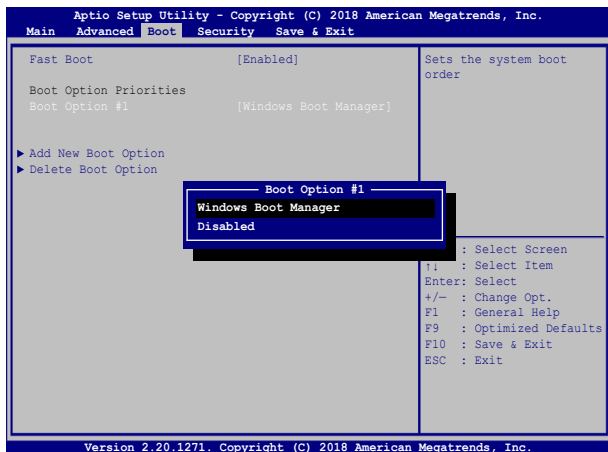 Aptio Setup Utility - Copyright (C) 2018 American Megatrends, Inc.
Main Advanced Boot Security Save & Exit
Fast Boot [Enabled]
Boot Option Priorities
Boot Option #1 [Windows Boot Manager]
▶ Add New Boot Option
▶ Delete Boot Option
Boot Option #1
Windows Boot Manager
Disabled
Sets the system boot
order
: Select Screen
↑↓ : Select Item
Enter: Select
+/— : Change Opt.
F1 : General Help
F9 : Optimized Defaults
F10 : Save & Exit
ESC : Exit
Version 2.20.1271. Copyright (C) 2018 American Megatrends, Inc.